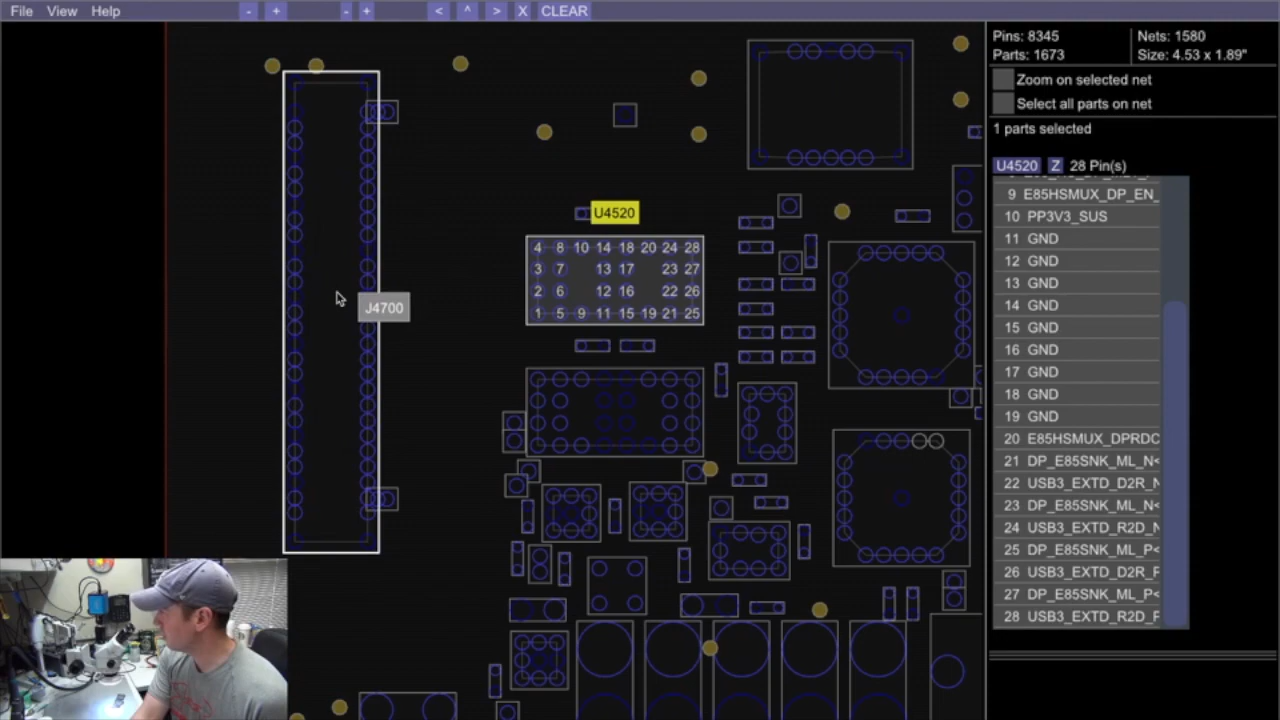 File View Help - + - + < ^ > X CLEAR
Pins: 8345 Nets: 1580
Parts: 1673 Size: 4.53 x 1.89"
Zoom on selected net
Select all parts on net
1 parts selected
U4520 Z 28 Pin(s)
9 E85HSMUX_DP_EN_
10 PP3V3_SUS
11 GND
12 GND
13 GND
14 GND
15 GND
16 GND
17 GND
18 GND
19 GND
20 E85HSMUX_DPRDC
21 DP_E85SNK_ML_N<
22 USB3_EXTD_D2R_N
23 DP_E85SNK_ML_N<
24 USB3_EXTD_R2D_N
25 DP_E85SNK_ML_P<
26 USB3_EXTD_D2R_P
27 DP_E85SNK_ML_P<
28 USB3_EXTD_R2D_P
U4520
4 8 10 14 18 20 24 28
3 7 13 17 23 27
2 6 12 16 22 26
1 5 9 11 15 19 21 25
J4700